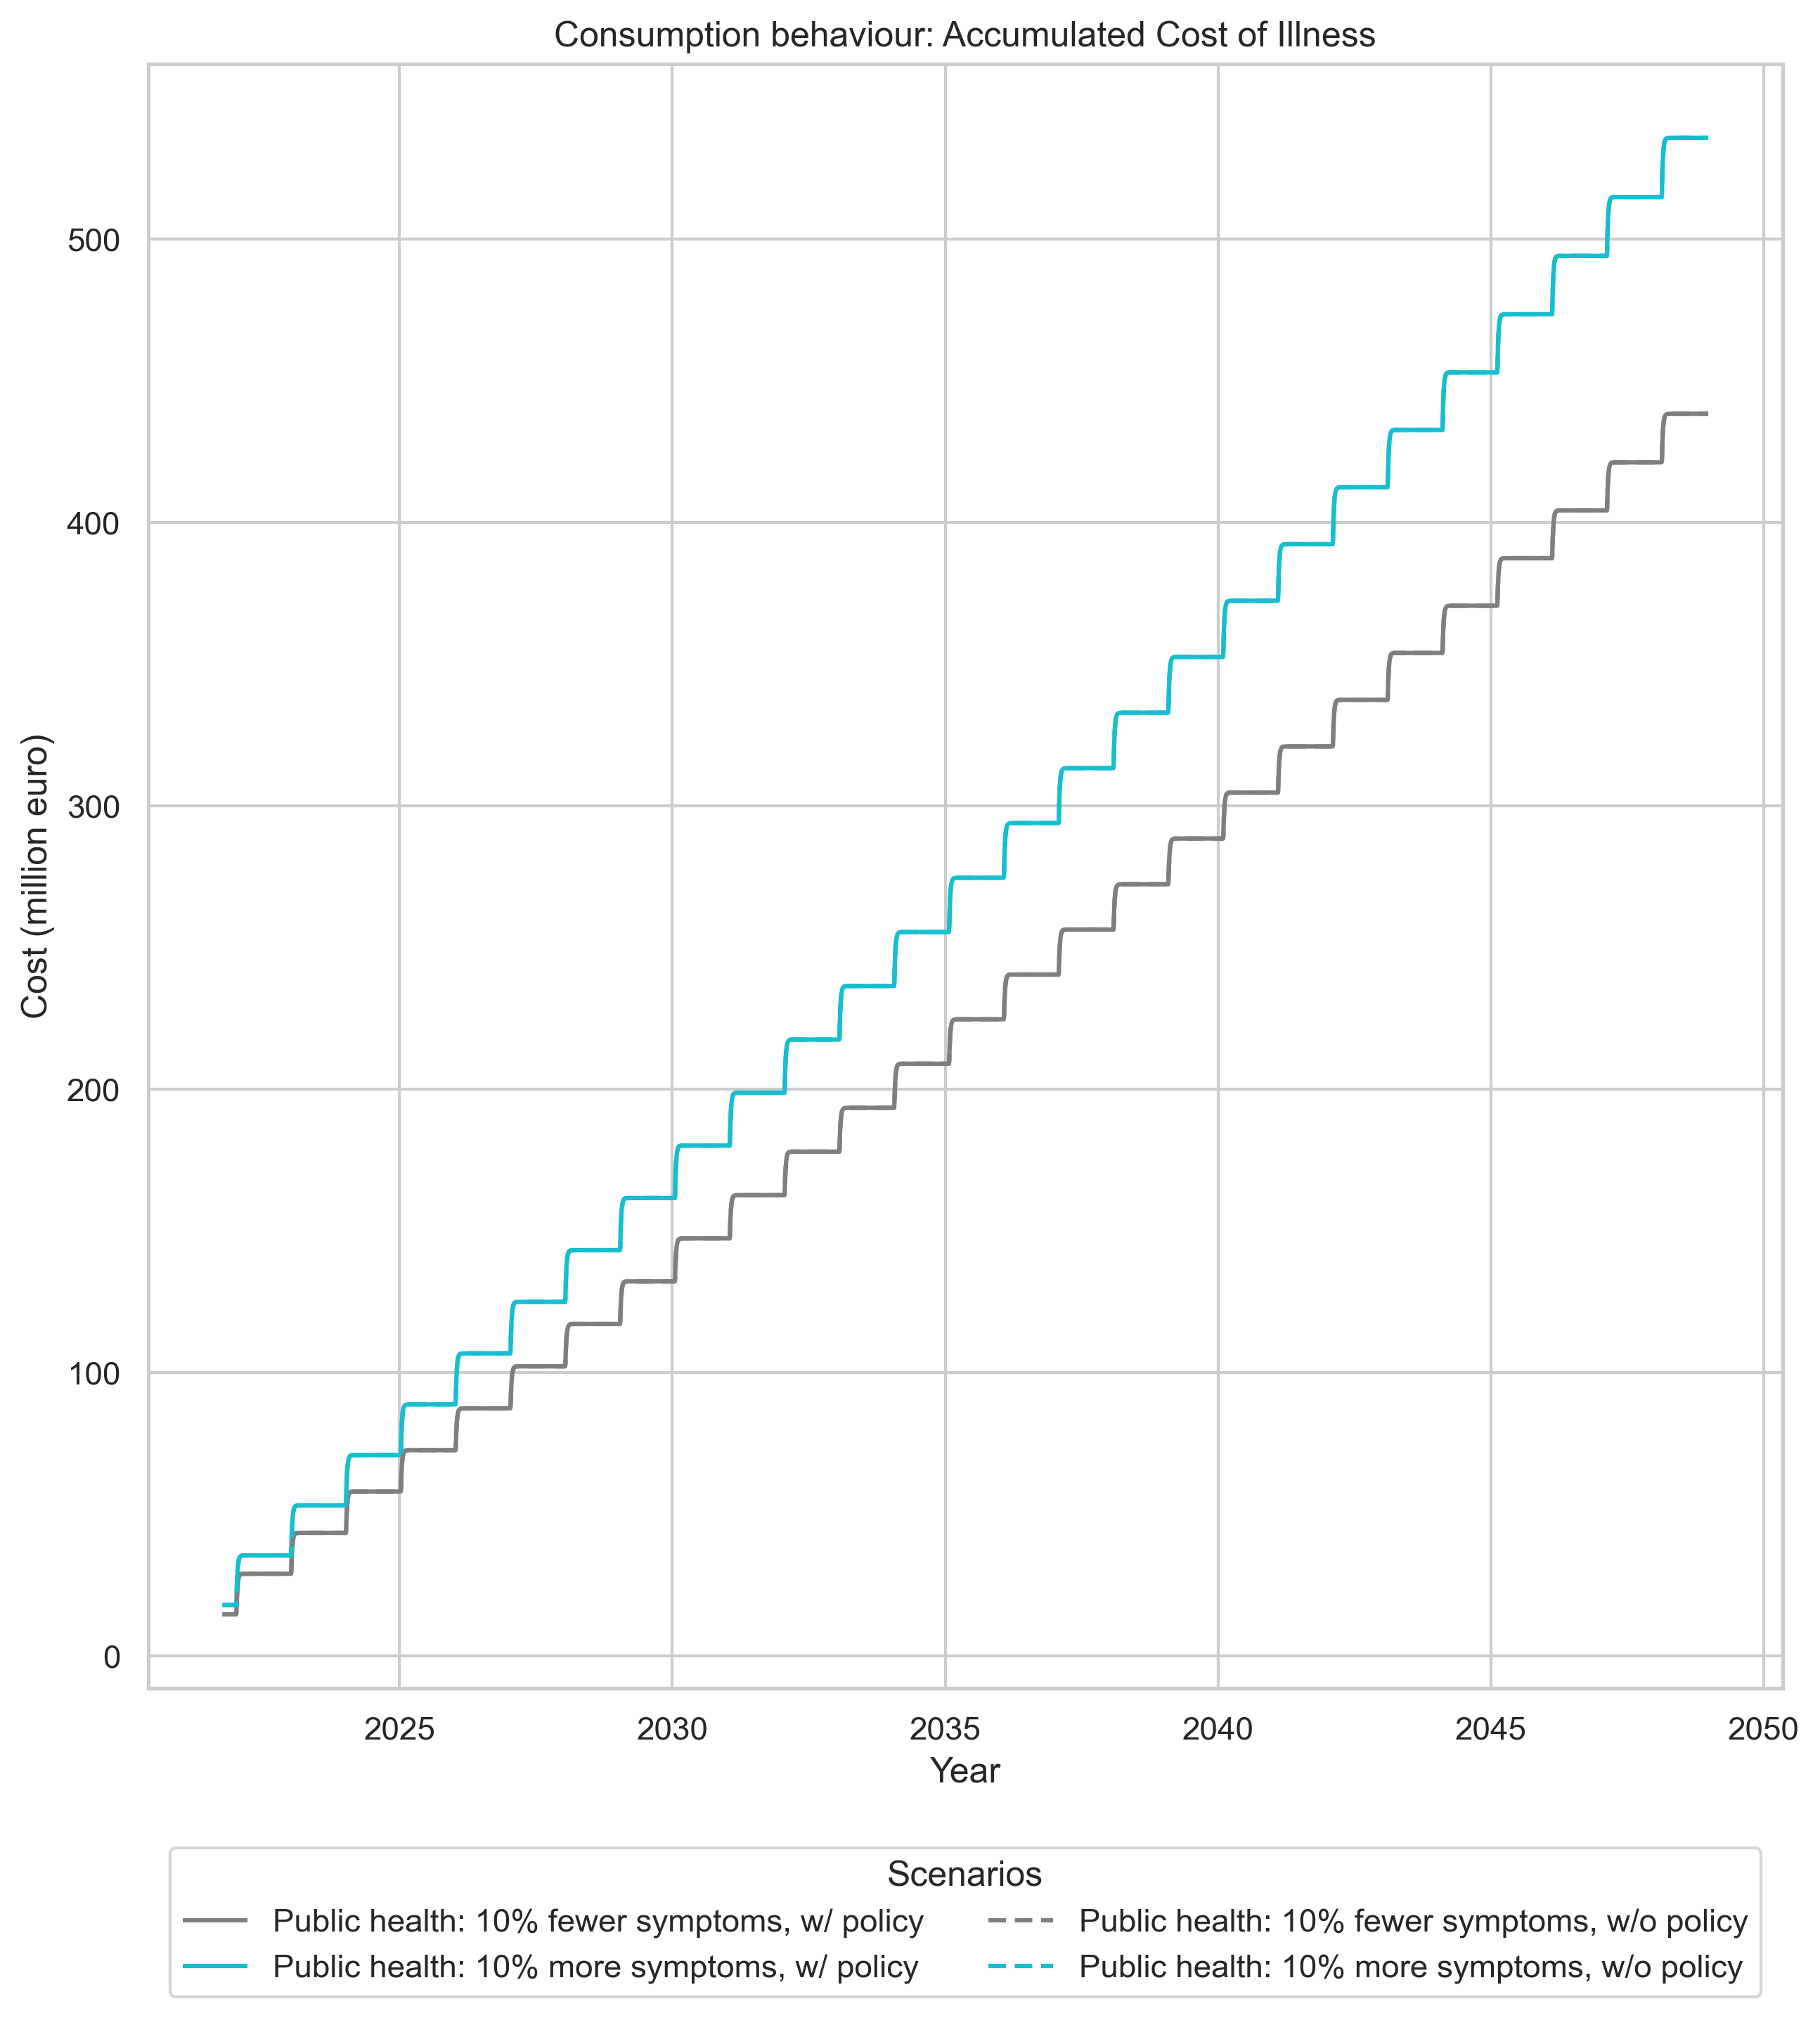 Consumption behaviour: Accumulated Cost of Illness
500
400
300
200
100
0
Cost (million euro)
2025 2030 2035 2040 2045 2050
Year
Scenarios
Public health: 10% fewer symptoms, w/ policy
Public health: 10% more symptoms, w/ policy
Public health: 10% fewer symptoms, w/o policy
Public health: 10% more symptoms, w/o policy